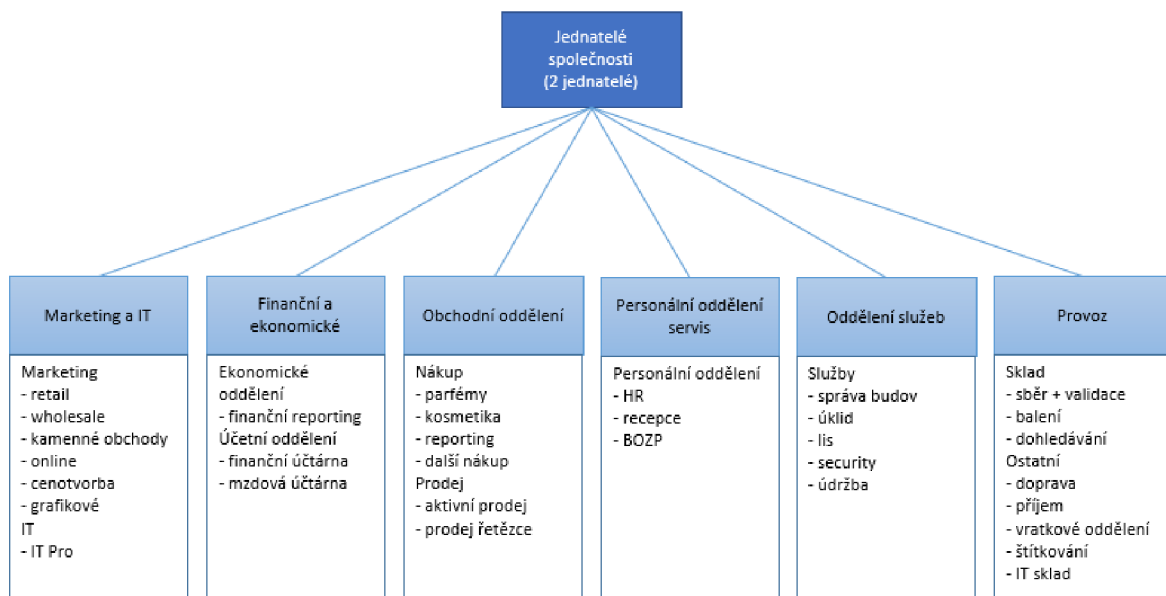 Jednatelé
společnosti
(2 jednatelé)
Marketing a IT
Marketing
- retail
- wholesale
- kamenné obchody
- online
- cenotvorba
- grafikové
IT
- IT Pro
Finanční a
ekonomické
Ekonomické
oddělení
- finanční reporting
Účetní oddělení
- finanční účtárna
- mzdová účtárna
Obchodní oddělení
Nákup
- parfémy
- kosmetika
- reporting
- další nákup
Prodej
- aktivní prodej
- prodej řetězce
Personální oddělení
servis
Personální oddělení
- HR
- recepce
- BOZP
Oddělení služeb
Služby
- správa budov
- úklid
- lis
- security
- údržba
Provoz
Sklad
- sběr + validace
- balení
- dohledávání
Ostatní
- doprava
- příjem
- vratkové oddělení
- štítkování
- IT sklad